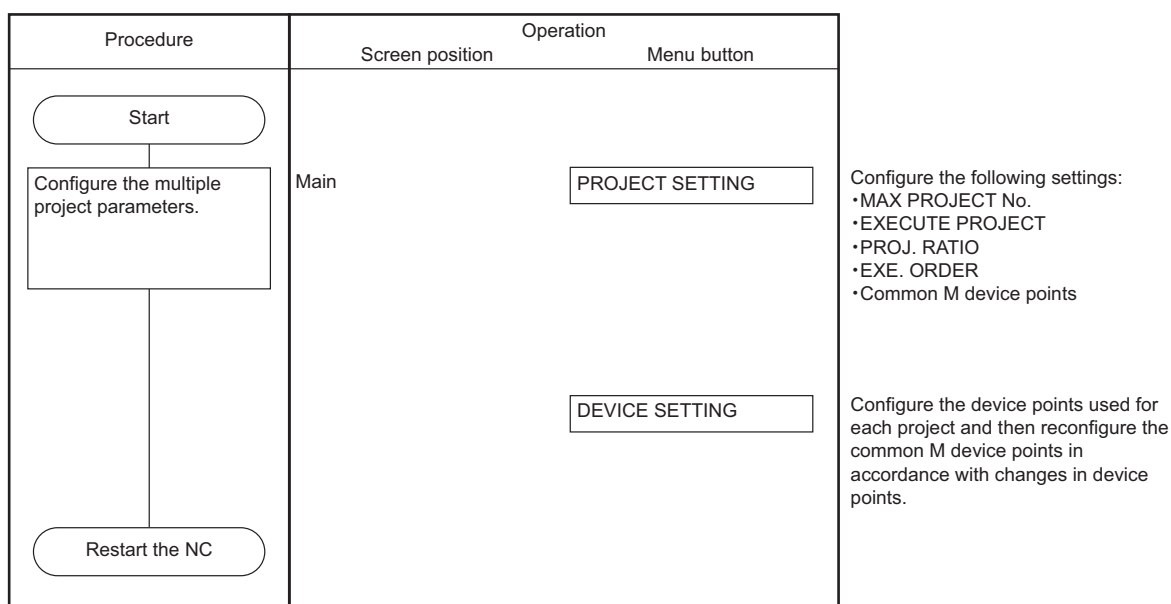 Procedure
Operation
Screen position
Menu button
Start
Configure the multiple
project parameters.
Main
PROJECT SETTING
Configure the following settings:
・MAX PROJECT No.
・EXECUTE PROJECT
・PROJ. RATIO
・EXE. ORDER
・Common M device points
DEVICE SETTING
Configure the device points used for
each project and then reconfigure the
common M device points in
accordance with changes in device
points.
Restart the NC